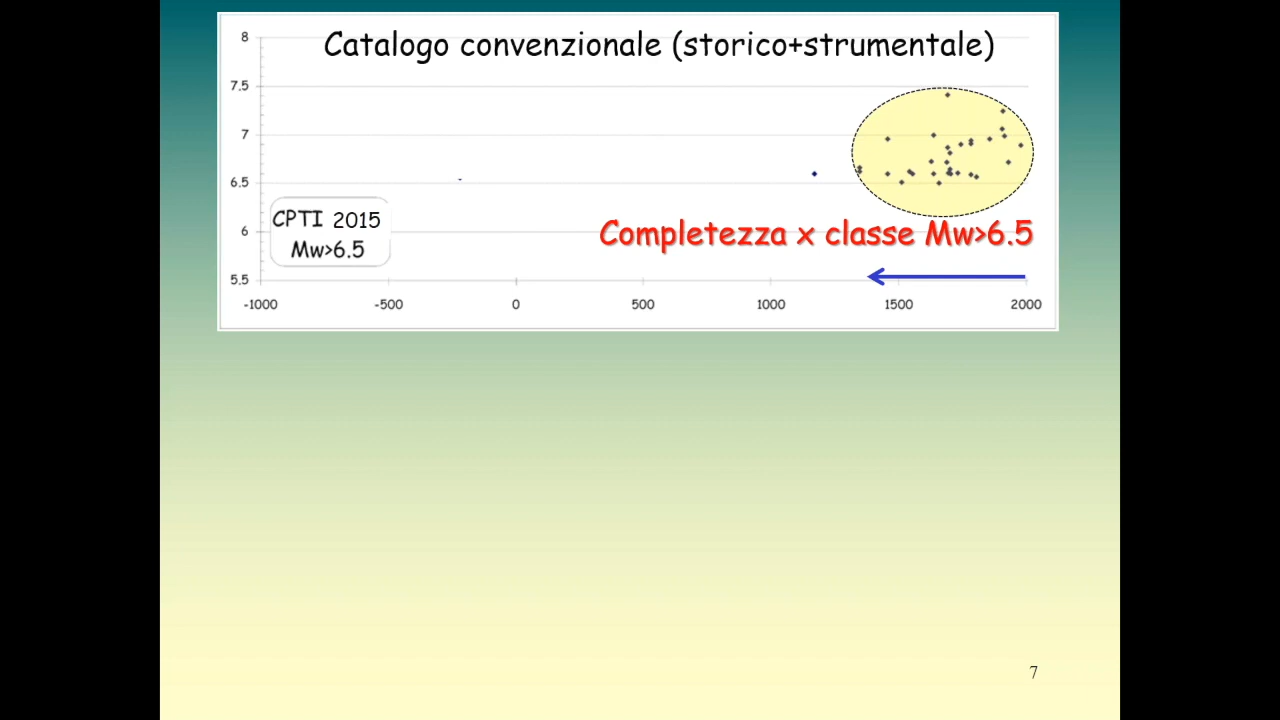 Catalogo convenzionale (storico+strumentale)
8
7.5
7
6.5
6
5.5
CPTI 2015
Mw>6.5
Completezza x classe Mw>6.5
-1000 -500 0 500 1000 1500 2000
7